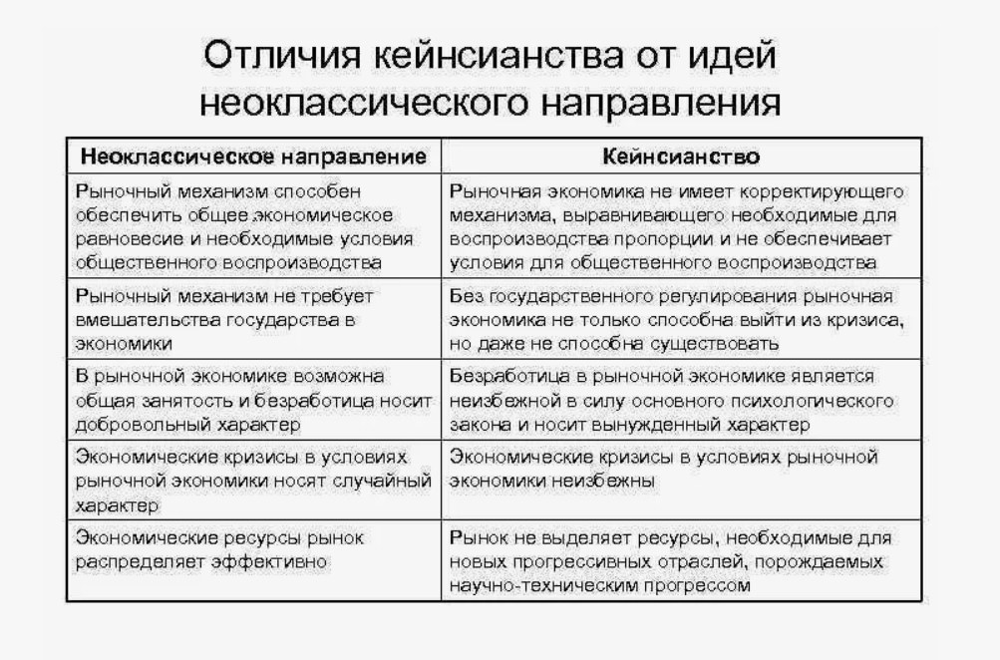 Отличия кейнсианства от идей
неоклассического направления
Неоклассическое направление
Кейнсианство
Рыночный механизм способен
обеспечить общее экономическое
равновесие и необходимые условия
общественного воспроизводства
Рыночная экономика не имеет корректирующего
механизма, выравнивающего необходимые для
воспроизводства пропорции и не обеспечивает
условия для общественного воспроизводства
Рыночный механизм не требует
вмешательства государства в
экономики
Без государственного регулирования рыночная
экономика не только способна выйти из кризиса,
но даже не способна существовать
В рыночной экономике возможна
общая занятость и безработица носит
добровольный характер
Безработица в рыночной экономике является
неизбежной в силу основного психологического
закона и носит вынужденный характер
Экономические кризисы в условиях
рыночной экономики носят случайный
характер
Экономические кризисы в условиях рыночной
экономики неизбежны
Экономические ресурсы рынок
распределяет эффективно
Рынок не выделяет ресурсы, необходимые для
новых прогрессивных отраслей, порождаемых
научно-техническим прогрессом